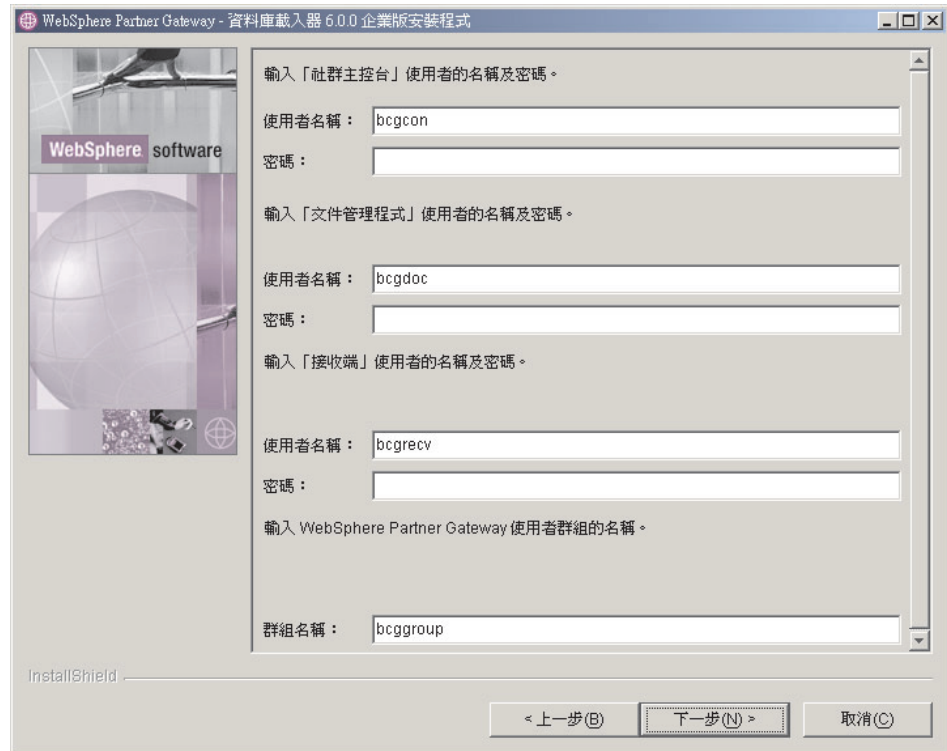 WebSphere Partner Gateway - 資料庫載入器 6.0.0 企業版安裝程式
WebSphere software
輸入「社群主控台」使用者的名稱及密碼。
使用者名稱： bcgcon
密碼：
輸入「文件管理程式」使用者的名稱及密碼。
使用者名稱： bcgdoc
密碼：
輸入「接收端」使用者的名稱及密碼。
使用者名稱： bcgrecv
密碼：
輸入 WebSphere Partner Gateway 使用者群組的名稱。
群組名稱： bcggroup
InstallShield
< 上一步(B) 下一步(N) > 取消(C)